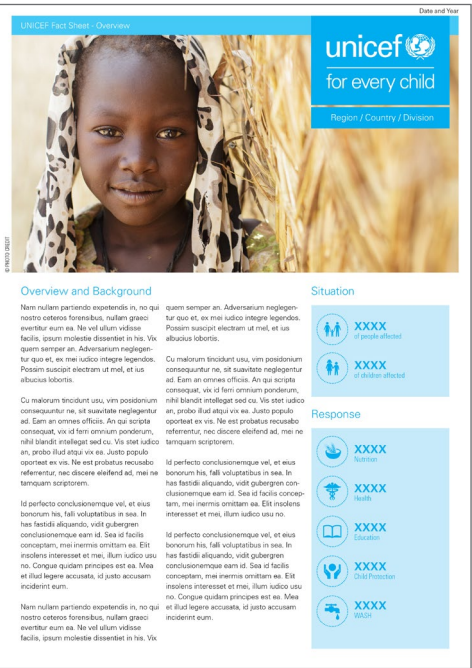 Date and Year
UNICEF Fact Sheet - Overview
unicef
for every child
Region / Country / Division
© PHOTO CREDIT
Overview and Background
Nam nullam partiendo expetendis in, no qui
nostro ceteros forensibus, nullam graeci
evertitur eum ea. Ne vel ullum vidisse
facilis, ipsum molestie dissentiet in his. Vix
quem semper an. Adversarium neglegen-
tur quo et, ex mei iudico integre legendos.
Possim suscipit electram ut mel, et ius
albucius lobortis.
Cu malorum tincidunt usu, vim posidonium
consequuntur ne, sit suavitate neglegentur
ad. Eam an omnes officiis. An qui scripta
consequat, vix id ferri omnium ponderum,
nihil blandit intellegat sed cu. Vis stet iudico
an, probo illud atqui vix ea. Justo populo
oporteat ex vis. Ne est probatus recusabo
referrentur, nec discere eleifend ad, mei ne
tamquam scriptorem.
Id perfecto conclusionemque vel, et eius
bonorum his, falli voluptatibus in sea. In
has fastidii aliquando, vidit gubergren
conclusionemque eam id. Sea id facilis
conceptam, mei inermis omittam ea. Elit
insolens interesset et mei, illum iudico usu
no. Congue quidam principes est ea. Mea
et illud legere accusata, id justo accusam
inciderint eum.
Nam nullam partiendo expetendis in, no qui
nostro ceteros forensibus, nullam graeci
evertitur eum ea. Ne vel ullum vidisse
facilis, ipsum molestie dissentiet in his. Vix
quem semper an. Adversarium neglegen-
tur quo et, ex mei iudico integre legendos.
Possim suscipit electram ut mel, et ius
albucius lobortis.
Cu malorum tincidunt usu, vim posidonium
consequuntur ne, sit suavitate neglegentur
ad. Eam an omnes officiis. An qui scripta
consequat, vix id ferri omnium ponderum,
nihil blandit intellegat sed cu. Vis stet iudico
an, probo illud atqui vix ea. Justo populo
oporteat ex vis. Ne est probatus recusabo
referrentur, nec discere eleifend ad, mei ne
tamquam scriptorem.
Id perfecto conclusionemque vel, et eius
bonorum his, falli voluptatibus in sea. In
has fastidii aliquando, vidit gubergren con-
clusionemque eam id. Sea id facilis concep-
tam, mei inermis omittam ea. Elit insolens
interesset et mei, illum iudico usu no.
Id perfecto conclusionemque vel, et eius
bonorum his, falli voluptatibus in sea. In
has fastidii aliquando, vidit gubergren
conclusionemque eam id. Sea id facilis
conceptam, mei inermis omittam ea. Elit
insolens interesset et mei, illum iudico usu
no. Congue quidam principes est ea. Mea
et illud legere accusam, id justo accusam
inciderint eum.
Situation
XXXX
of people affected
XXXX
of children affected
Response
XXXX
Nutrition
XXXX
Health
XXXX
Education
XXXX
Child Protection
XXXX
WASH